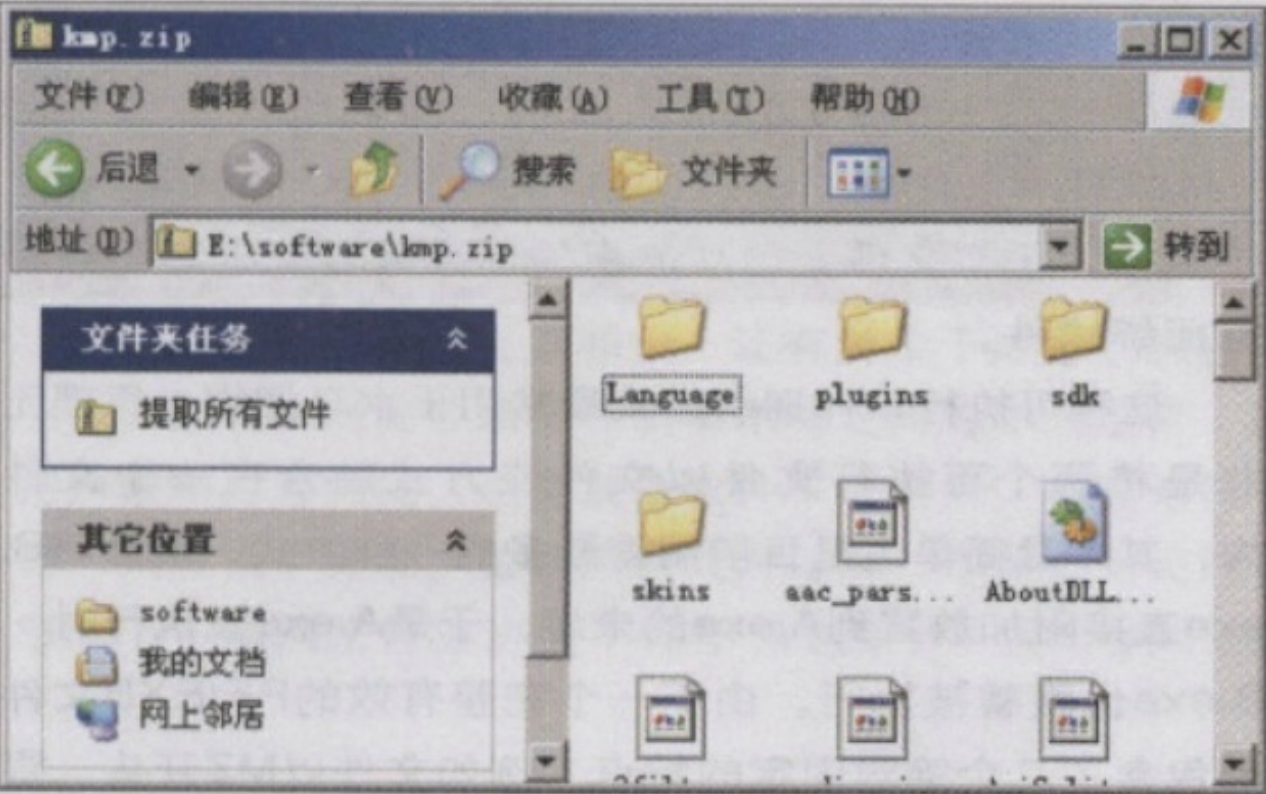 kmp.zip
文件(F) 编辑(E) 查看(V) 收藏(A) 工具(T) 帮助(H)
后退 搜索 文件夹
地址(D) E:\software\kmp.zip 转到
文件夹任务
提取所有文件
其它位置
software
我的文档
网上邻居
Language plugins sdk
skins aac_pars... AboutDLL...